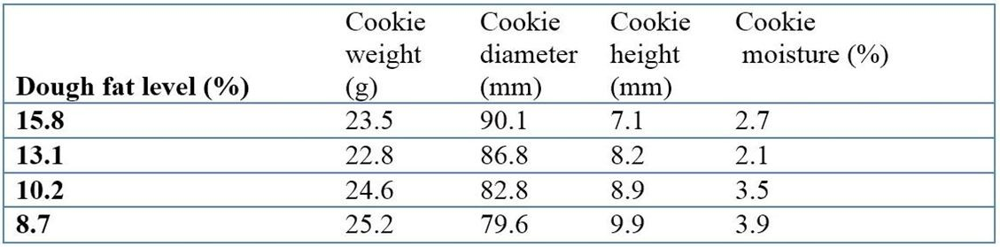 Dough fat level (%) Cookie weight (g) Cookie diameter (mm) Cookie height (mm) Cookie moisture (%)
15.8 23.5 90.1 7.1 2.7
13.1 22.8 86.8 8.2 2.1
10.2 24.6 82.8 8.9 3.5
8.7 25.2 79.6 9.9 3.9